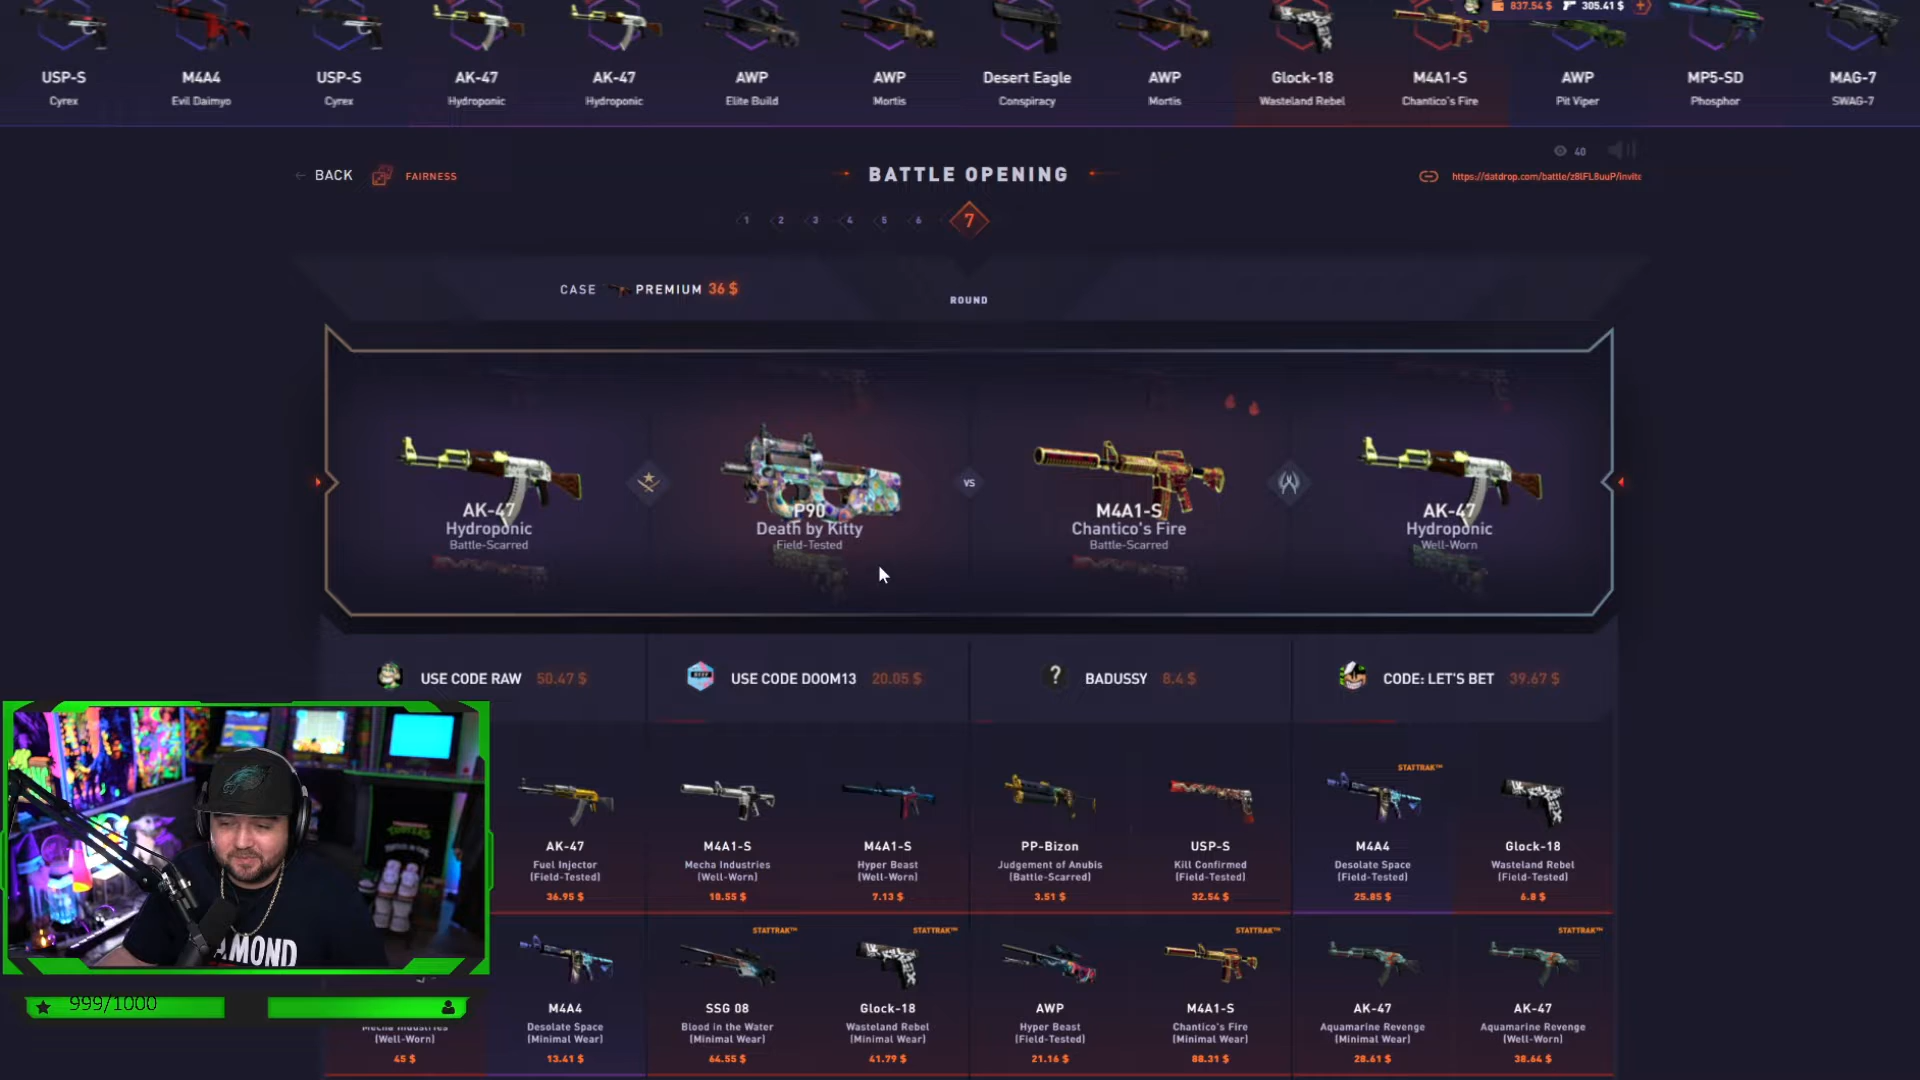 837.54 $ 305.41 $
USP-S M4A4 USP-S AK-47 AK-47 AWP AWP Desert Eagle AWP Glock-18 M4A1-S AWP MP5-SD MAG-7
Cyrex Evil Daimyo Cyrex Hydroponic Hydroponic Elite Build Mortis Conspiracy Mortis Wasteland Rebel Chantico's Fire Pit Viper Phosphor SWAG-7
40
← BACK FAIRNESS BATTLE OPENING https://datdrop.com/battle/z8lFL8uuP/invite
1 2 3 4 5 6 7
CASE PREMIUM 36 $
ROUND
AK-47 P90 VS M4A1-S AK-47
Hydroponic Death by Kitty Chantico's Fire Hydroponic
Battle-Scarred Field-Tested Battle-Scarred Well-Worn
USE CODE RAW 50.47 $ USE CODE DOOM13 20.05 $ ? BADUSSY 8.4 $ CODE: LET'S BET 39.67 $
STATTRAK™
AK-47 M4A1-S M4A1-S PP-Bizon USP-S M4A4 Glock-18
Fuel Injector Mecha Industries Hyper Beast Judgement of Anubis Kill Confirmed Desolate Space Wasteland Rebel
(Field-Tested) (Well-Worn) (Well-Worn) (Battle-Scarred) (Field-Tested) (Field-Tested) (Field-Tested)
36.95 $ 10.55 $ 7.13 $ 3.51 $ 32.54 $ 25.85 $ 6.8 $
STATTRAK™ STATTRAK™ STATTRAK™ STATTRAK™
AMOND
999/1000
M4A4 SSG 08 Glock-18 AWP M4A1-S AK-47 AK-47
Mecha Industries Desolate Space Blood in the Water Wasteland Rebel Hyper Beast Chantico's Fire Aquamarine Revenge Aquamarine Revenge
(Well-Worn) (Minimal Wear) (Minimal Wear) (Minimal Wear) (Field-Tested) (Minimal Wear) (Minimal Wear) (Well-Worn)
45 $ 13.41 $ 64.55 $ 41.79 $ 21.16 $ 88.31 $ 28.61 $ 38.64 $